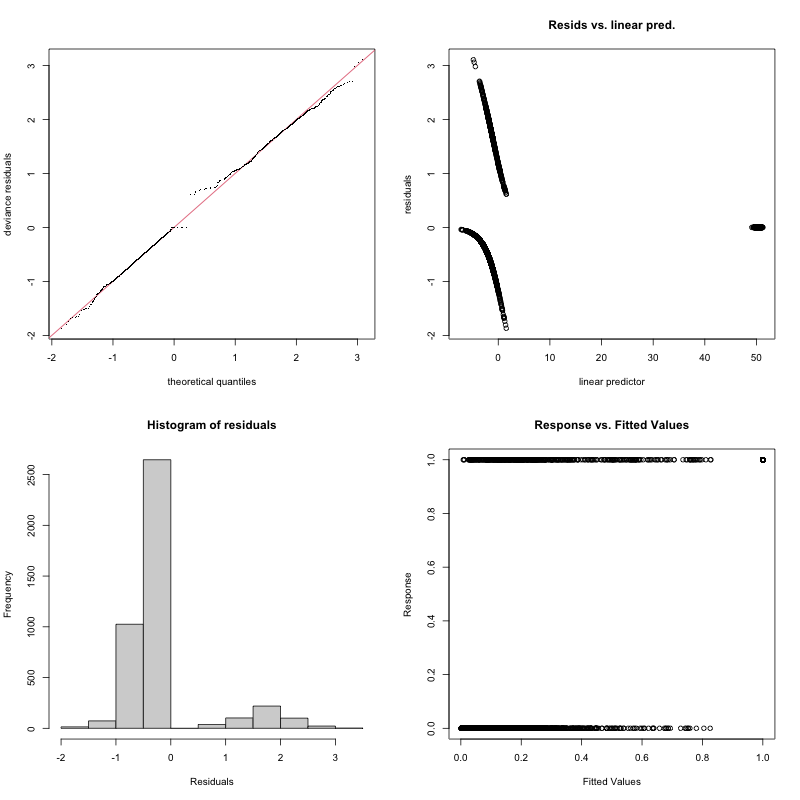 deviance residuals
3
2
1
0
-1
-2
-2 -1 0 1 2 3
theoretical quantiles
Resids vs. linear pred.
residuals
3
2
1
0
-1
-2
0 10 20 30 40 50
linear predictor
Histogram of residuals
Frequency
2500
2000
1500
1000
500
0
-2 -1 0 1 2 3
Residuals
Response vs. Fitted Values
Response
1.0
0.8
0.6
0.4
0.2
0.0
0.0 0.2 0.4 0.6 0.8 1.0
Fitted Values